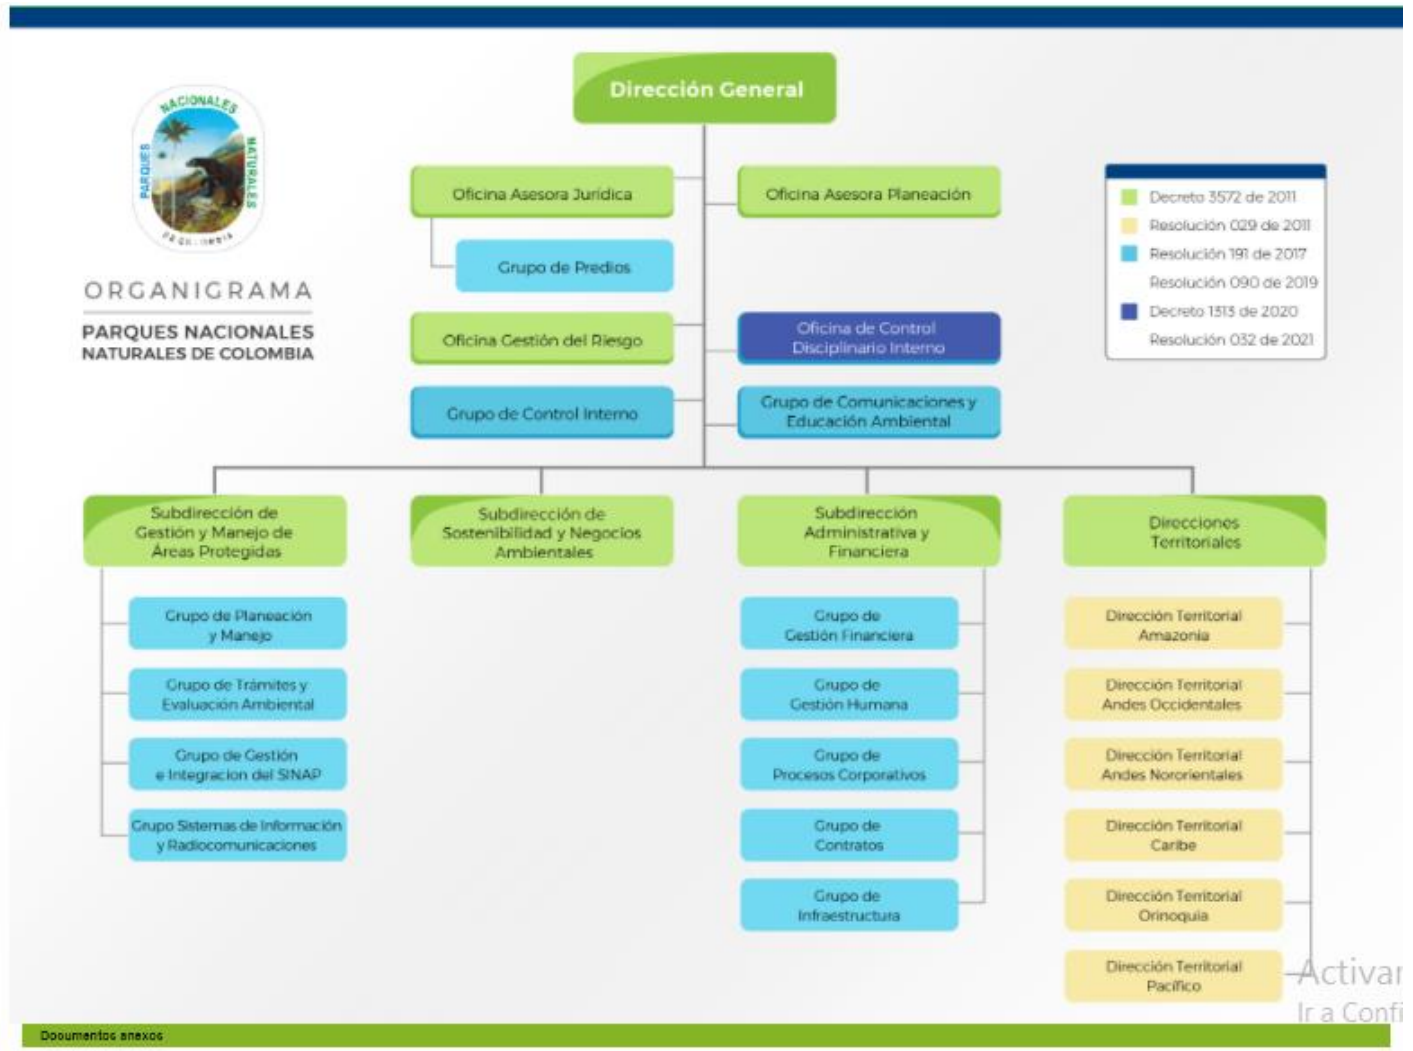 Dirección General
NACIONALES
PARQUES
NATURALES
ORGANIGRAMA
PARQUES NACIONALES
NATURALES DE COLOMBIA
Oficina Asesora Jurídica
Oficina Asesora Planeación
Grupo de Predios
Oficina Gestión del Riesgo
Oficina de Control
Disciplinario Interno
Grupo de Control Interno
Grupo de Comunicaciones y
Educación Ambiental
Decreto 3572 de 2011
Resolución 029 de 2011
Resolución 191 de 2017
Resolución 090 de 2019
Decreto 1313 de 2020
Resolución 032 de 2021
Subdirección de
Gestión y Manejo de
Áreas Protegidas
Subdirección de
Sostenibilidad y Negocios
Ambientales
Subdirección
Administrativa y
Financiera
Direcciones
Territoriales
Grupo de Planeación
y Manejo
Grupo de Trámites y
Evaluación Ambiental
Grupo de Gestión
e Integracion del SINAP
Grupo Sistemas de Información
y Radiocomunicaciones
Grupo de
Gestión Financiera
Grupo de
Gestión Humana
Grupo de
Procesos Corporativos
Grupo de
Contratos
Grupo de
Infraestructura
Dirección Territorial
Amazonia
Dirección Territorial
Andes Occidentales
Dirección Territorial
Andes Nororientales
Dirección Territorial
Caribe
Dirección Territorial
Orinoquia
Dirección Territorial
Pacífico
Activar
Ir a Confi
Documentos anexos